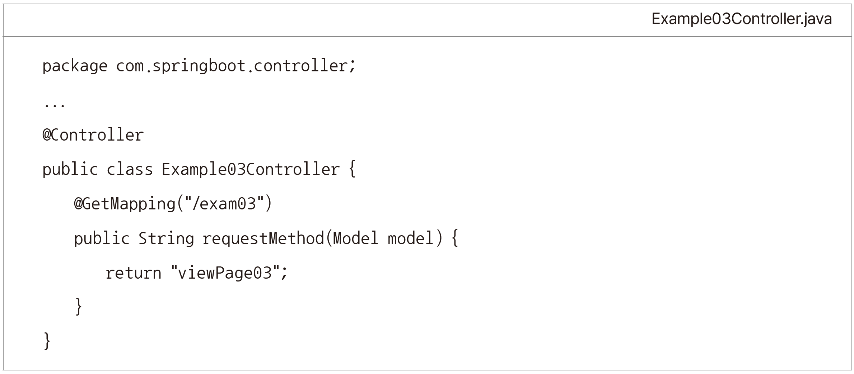 Example03Controller.java
package com.springboot.controller;
...
@Controller
public class Example03Controller {
@GetMapping("/exam03")
public String requestMethod(Model model) {
return "viewPage03";
}
}